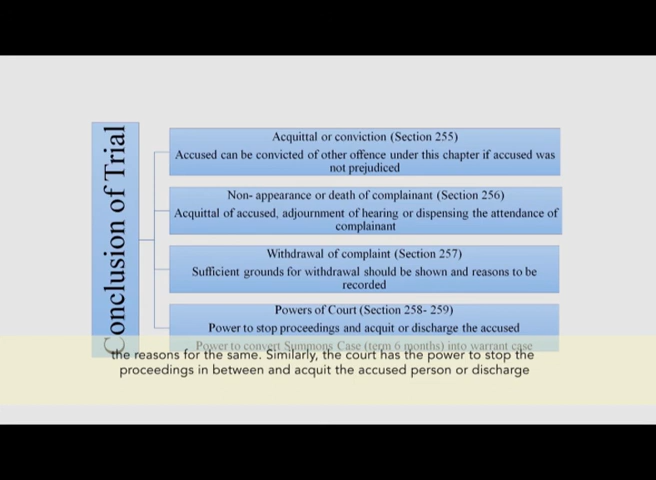 Conclusion of Trial
Acquittal or conviction (Section 255)
Accused can be convicted of other offence under this chapter if accused was
not prejudiced
Non- appearance or death of complainant (Section 256)
Acquittal of accused, adjournment of hearing or dispensing the attendance of
complainant
Withdrawal of complaint (Section 257)
Sufficient grounds for withdrawal should be shown and reasons to be
recorded
Powers of Court (Section 258- 259)
Power to stop proceedings and acquit or discharge the accused
Power to convert Summons Case (term 6 months) into warrant case
the reasons for the same. Similarly, the court has the power to stop the
proceedings in between and acquit the accused person or discharge